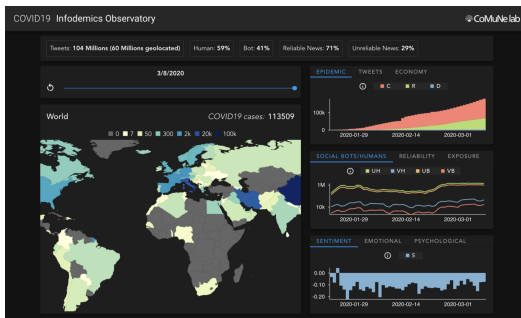 COVID19 Infodemics Observatory
CoMuNe lab
Tweets: 104 Millions (60 Millions geolocated)
Human: 59%
Bot: 41%
Reliable News: 71%
Unreliable News: 29%
3/8/2020
World
COVID19 cases: 113509
0 7 50 300 2k 20k 100k
EPIDEMIC TWEETS ECONOMY
C R D
100k
0
2020-01-29 2020-02-14 2020-03-01
SOCIAL BOTS/HUMANS RELIABILITY EXPOSURE
UH VH UB VB
1M
10k
2020-01-29 2020-02-14 2020-03-01
SENTIMENT EMOTIONAL PSYCHOLOGICAL
S
0.00
-0.10
-0.20
2020-01-29 2020-02-14 2020-03-01